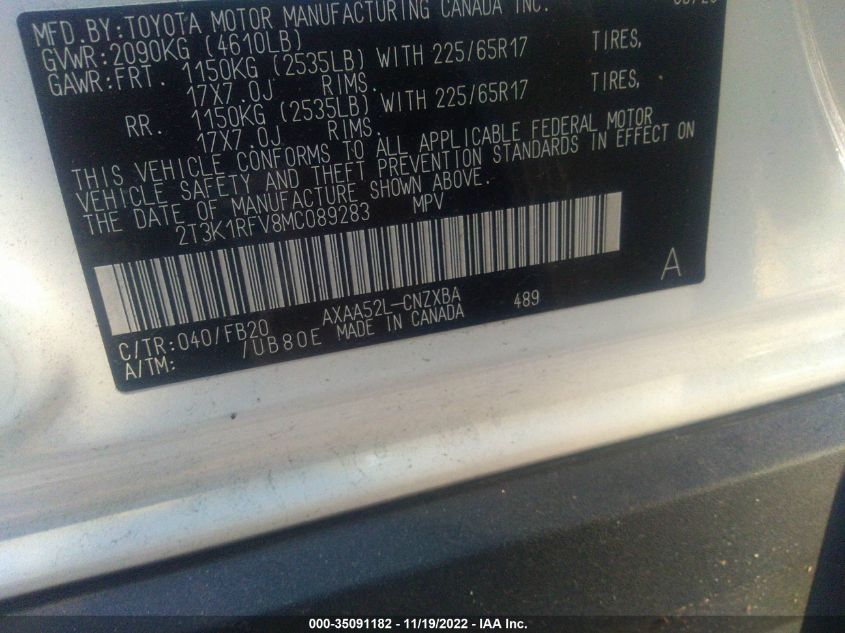 MFD.BY:TOYOTA MOTOR MANUFACTURING CANADA INC.
GVWR:2090KG (4610LB)
GAWR:FRT. 1150KG (2535LB) WITH 225/65R17 TIRES,
17X7.0J RIMS.
RR. 1150KG (2535LB) WITH 225/65R17 TIRES,
17X7.0J RIMS.
THIS VEHICLE CONFORMS TO ALL APPLICABLE FEDERAL MOTOR
VEHICLE SAFETY AND THEFT PREVENTION STANDARDS IN EFFECT ON
THE DATE OF MANUFACTURE SHOWN ABOVE.
2T3K1RFV8MC089283 MPV
A
C/TR:040/FB20 AXAA52L-CNZXBA 489
A/TM: /UB80E MADE IN CANADA
000-35091182 - 11/19/2022 - IAA Inc.